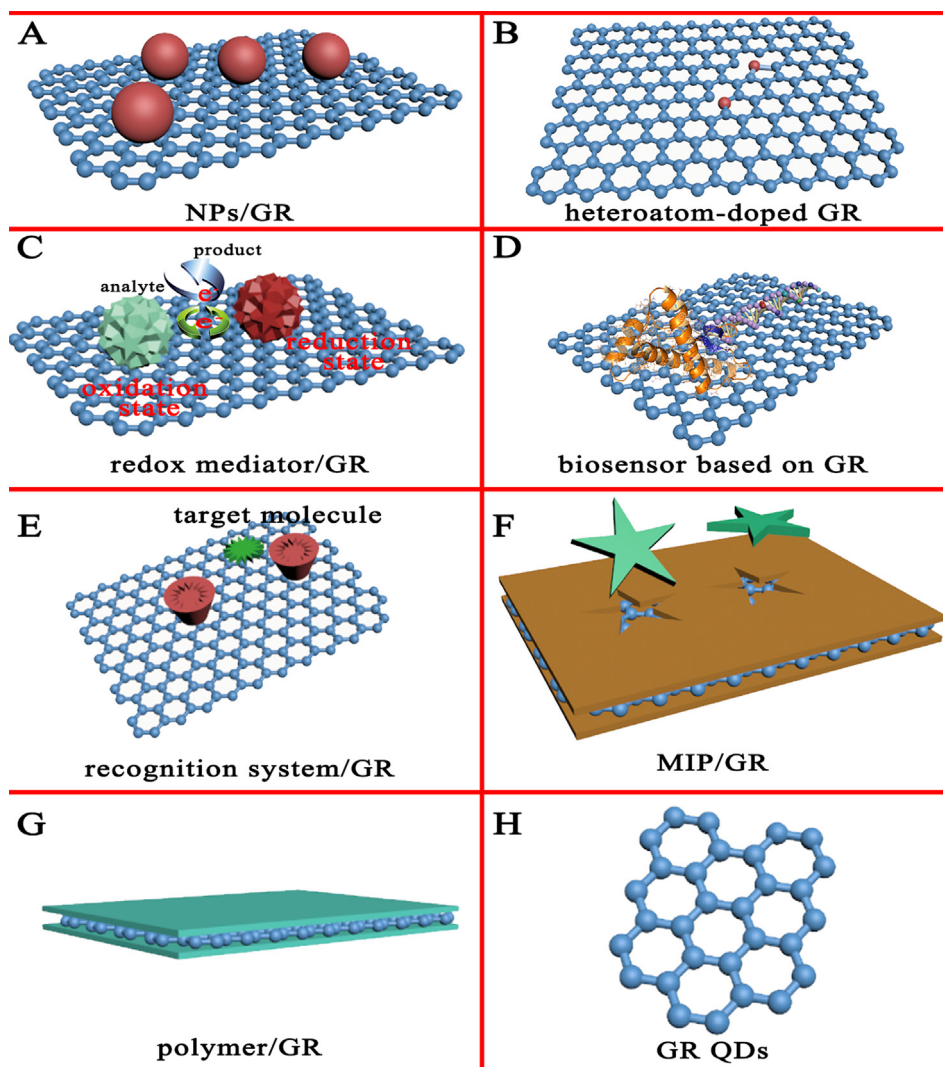 A
NPs/GR
B
heteroatom-doped GR
C
product
analyte
e
e-
reduction
state
oxidation
state
redox mediator/GR
D
biosensor based on GR
E
target molecule
recognition system/GR
F
MIP/GR
G
polymer/GR
H
GR QDs